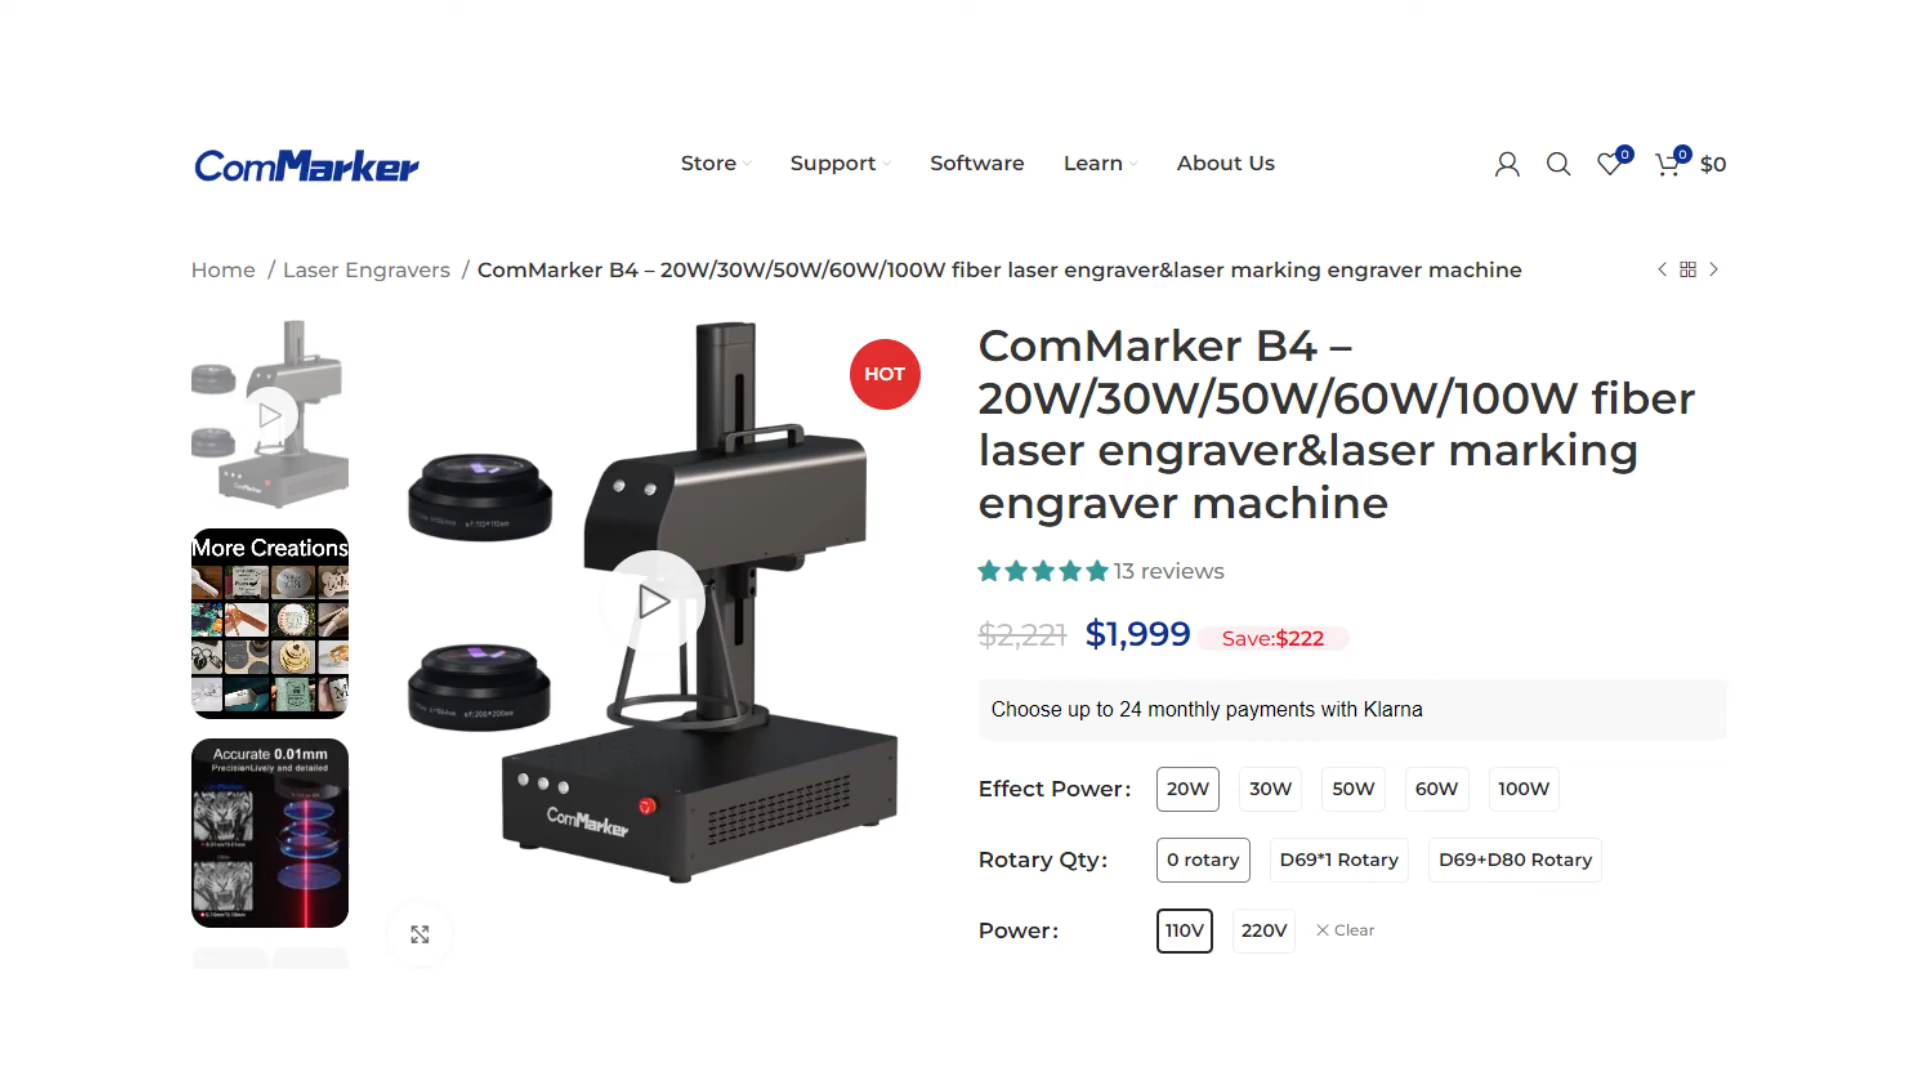 ComMarker
Store
Support
Software
Learn
About Us
0
0
$0
Home / Laser Engravers / ComMarker B4 – 20W/30W/50W/60W/100W fiber laser engraver&laser marking engraver machine
HOT
ComMarker B4 –
20W/30W/50W/60W/100W fiber
laser engraver&laser marking
engraver machine
13 reviews
$2,221 $1,999 Save:$222
Choose up to 24 monthly payments with Klarna
Effect Power: 20W 30W 50W 60W 100W
Rotary Qty: 0 rotary D69*1 Rotary D69+D80 Rotary
Power: 110V 220V × Clear
More Creations
Accurate 0.01mm
PrecisionLively and detailed
ComMarker